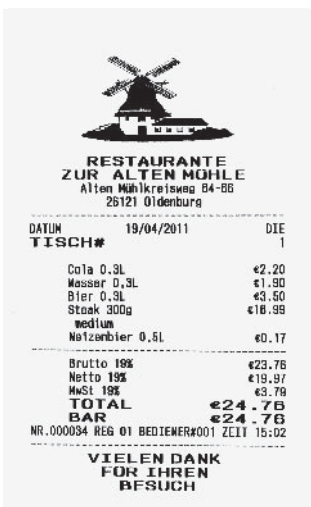 RESTAURANTE
ZUR ALTEN MÜHLE
Alten Mühlkreisweg 84-86
26121 Oldenburg
DATUM 19/04/2011 DIE
TISCH# 1
Cola 0.3L €2.20
Wasser 0,3L €1.90
Bier 0.3L €3.50
Steak 300g €16.99
medium
Weizenbier 0.5L €0.17
Brutto 19% €23.76
Netto 19% €19.97
MwSt 19% €3.79
TOTAL €24.76
BAR €24.76
NR.000034 REG 01 BEDIENER#001 ZEIT 15:02
VIELEN DANK
FÜR IHREN
BESUCH